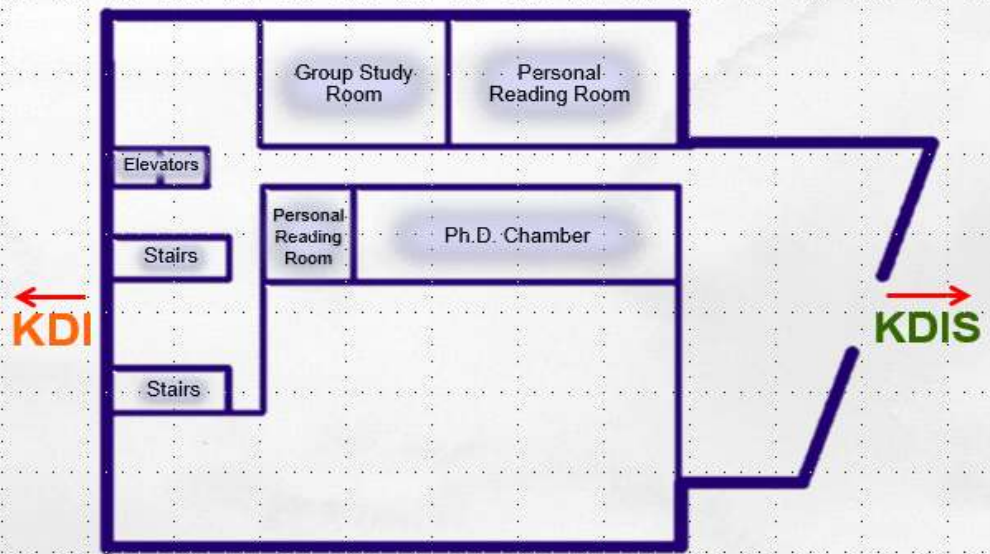 Group Study
Room
Personal
Reading Room
Elevators
Personal
Reading
Room
Ph.D. Chamber
Stairs
KDI
KDIS
Stairs